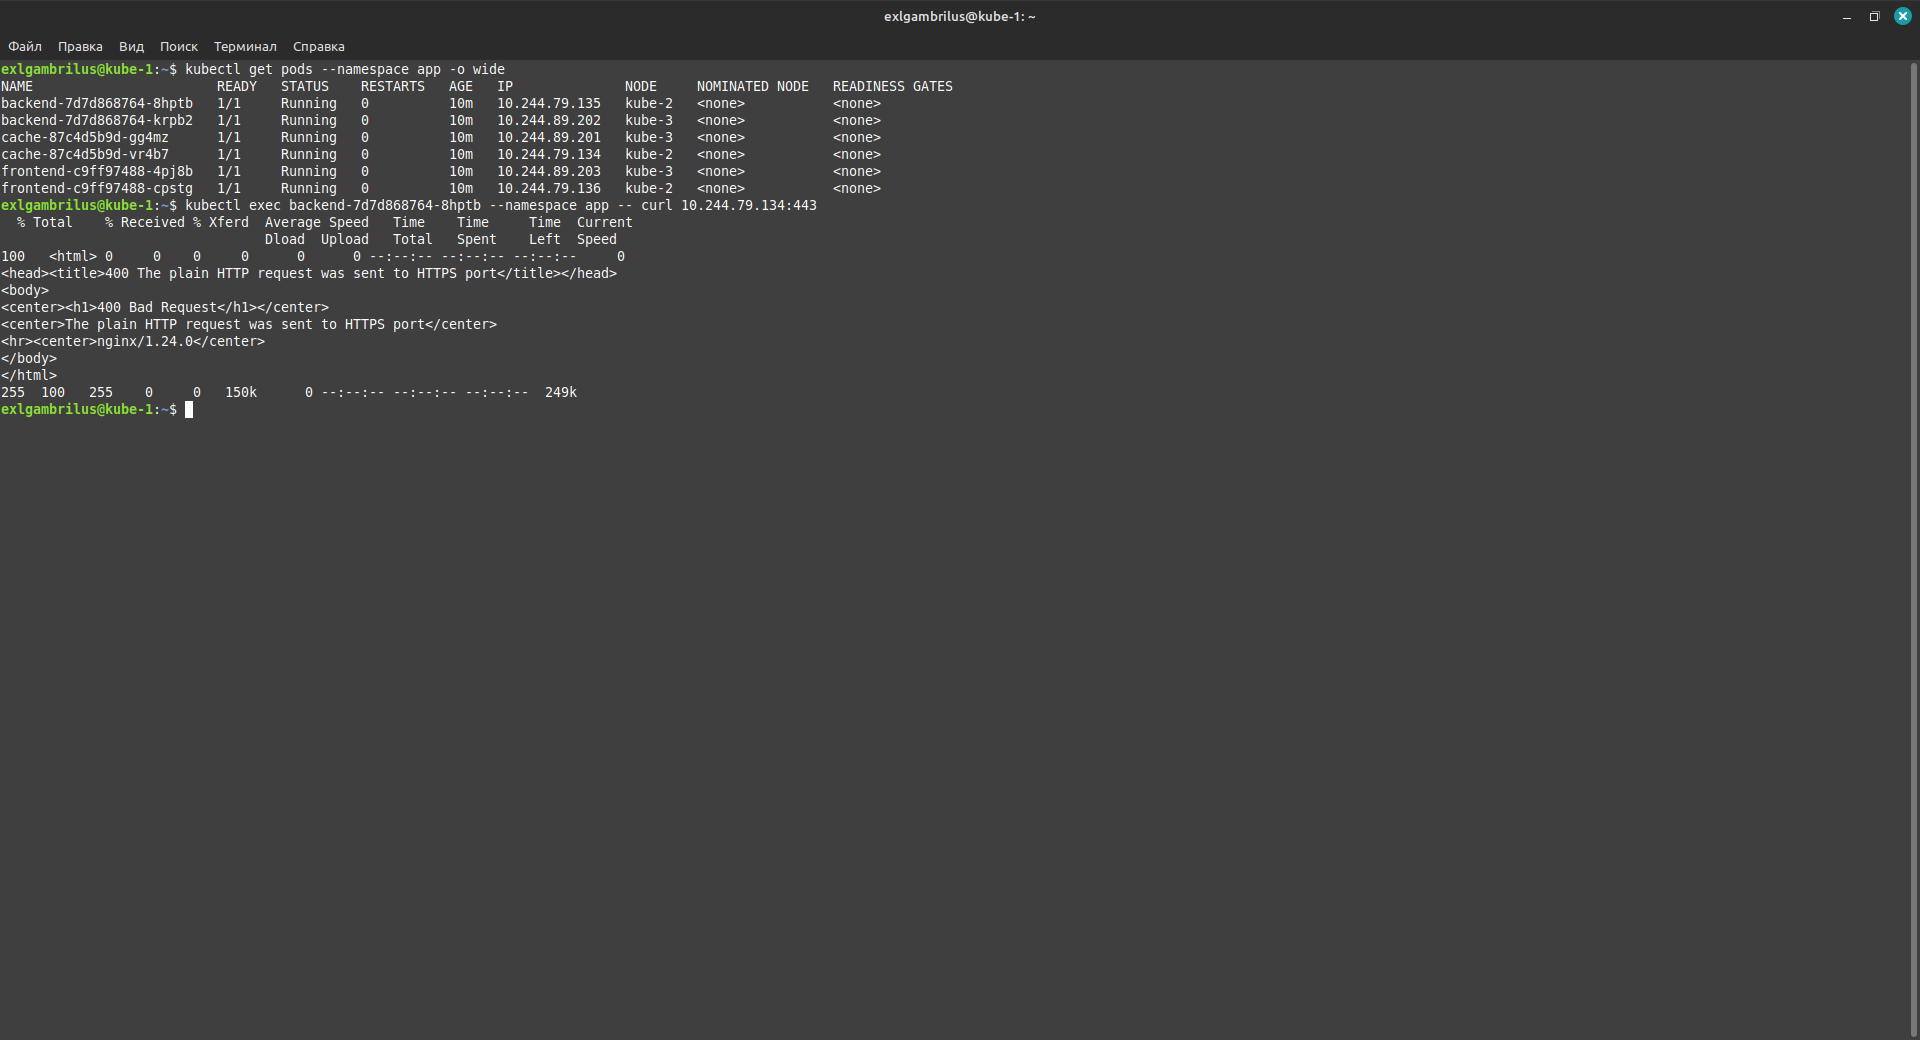 exlgambrilus@kube-1: ~
Файл Правка Вид Поиск Терминал Справка
exlgambrilus@kube-1:~$ kubectl get pods --namespace app -o wide
NAME                       READY   STATUS    RESTARTS   AGE   IP              NODE     NOMINATED NODE   READINESS GATES
backend-7d7d868764-8hptb   1/1     Running   0          10m   10.244.79.135   kube-2   <none>           <none>
backend-7d7d868764-krpb2   1/1     Running   0          10m   10.244.89.202   kube-3   <none>           <none>
cache-87c4d5b9d-gg4mz      1/1     Running   0          10m   10.244.89.201   kube-3   <none>           <none>
cache-87c4d5b9d-vr4b7      1/1     Running   0          10m   10.244.79.134   kube-2   <none>           <none>
frontend-c9ff97488-4pj8b   1/1     Running   0          10m   10.244.89.203   kube-3   <none>           <none>
frontend-c9ff97488-cpstg   1/1     Running   0          10m   10.244.79.136   kube-2   <none>           <none>
exlgambrilus@kube-1:~$ kubectl exec backend-7d7d868764-8hptb --namespace app -- curl 10.244.79.134:443
  % Total    % Received % Xferd  Average Speed   Time    Time     Time  Current
                                 Dload  Upload   Total   Spent    Left  Speed
100   <html> 0     0    0     0      0      0 --:--:-- --:--:-- --:--:--     0
<head><title>400 The plain HTTP request was sent to HTTPS port</title></head>
<body>
<center><h1>400 Bad Request</h1></center>
<center>The plain HTTP request was sent to HTTPS port</center>
<hr><center>nginx/1.24.0</center>
</body>
</html>
255  100   255    0     0   150k      0 --:--:-- --:--:-- --:--:--  249k
exlgambrilus@kube-1:~$